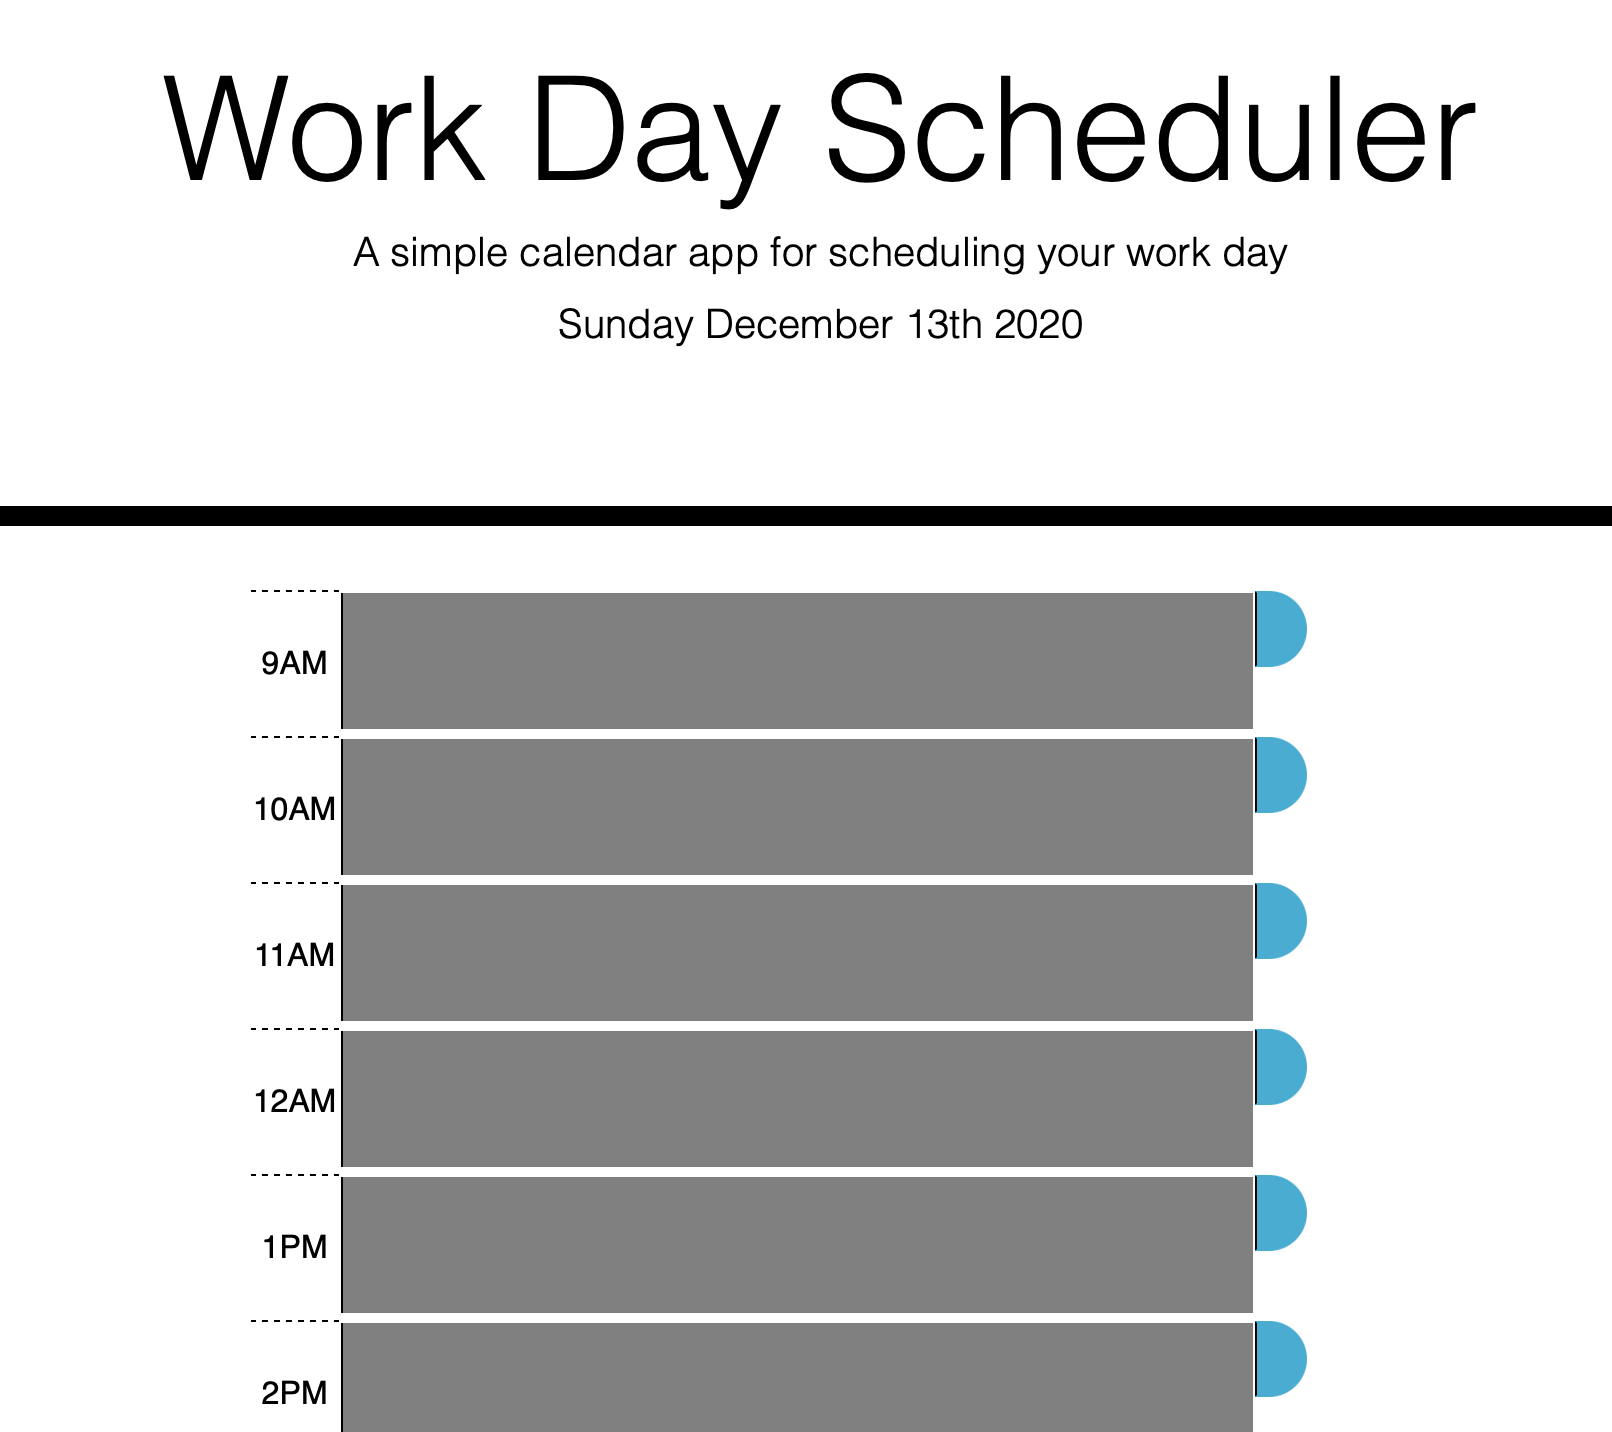 Work Day Scheduler
A simple calendar app for scheduling your work day
Sunday December 13th 2020
9AM
10AM
11AM
12AM
1PM
2PM